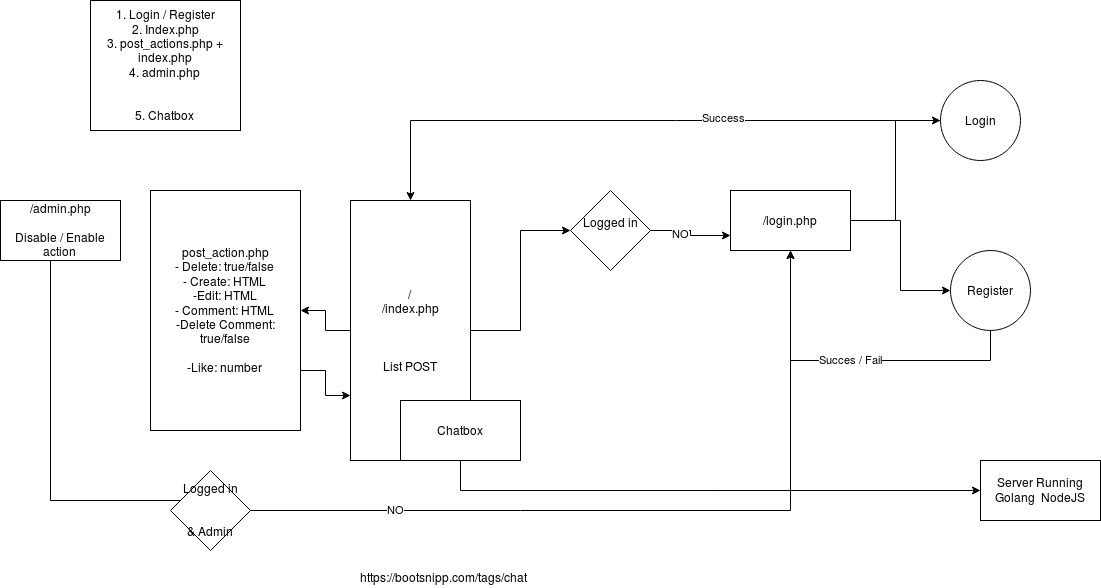 1. Login / Register
2. Index.php
3. post_actions.php +
index.php
4. admin.php
5. Chatbox
Success
Login
/admin.php
Disable / Enable
action
post_action.php
- Delete: true/false
- Create: HTML
-Edit: HTML
- Comment: HTML
-Delete Comment:
true/false
-Like: number
/
/index.php
List POST
Chatbox
Logged in
NO
/login.php
Register
Succes / Fail
Logged in
& Admin
NO
Server Running
Golang NodeJS
https://bootsnipp.com/tags/chat